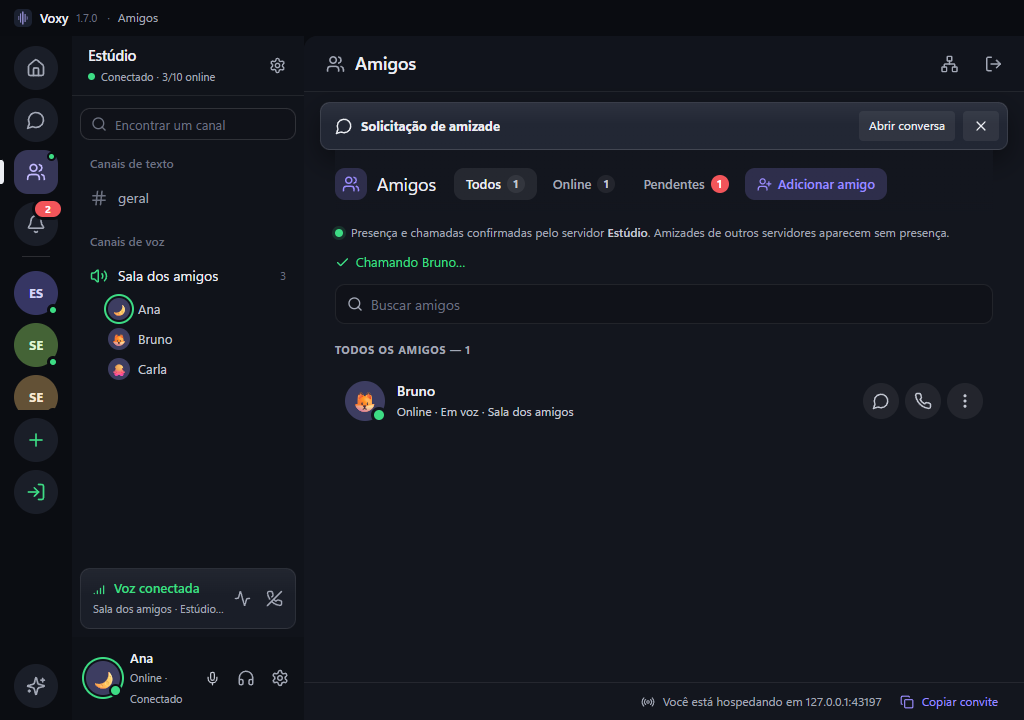 Voxy 1.7.0 · Amigos
Estúdio
Conectado · 3/10 online
Encontrar um canal
Canais de texto
geral
Canais de voz
Sala dos amigos 3
Ana
Bruno
Carla
2
ES
SE
SE
Voz conectada
Sala dos amigos · Estúdio...
Ana
Online ·
Conectado
Amigos
Solicitação de amizade
Abrir conversa
Amigos
Todos 1
Online 1
Pendentes 1
Adicionar amigo
Presença e chamadas confirmadas pelo servidor Estúdio. Amizades de outros servidores aparecem sem presença.
Chamando Bruno...
Buscar amigos
TODOS OS AMIGOS — 1
Bruno
Online · Em voz · Sala dos amigos
Você está hospedando em 127.0.0.1:43197
Copiar convite